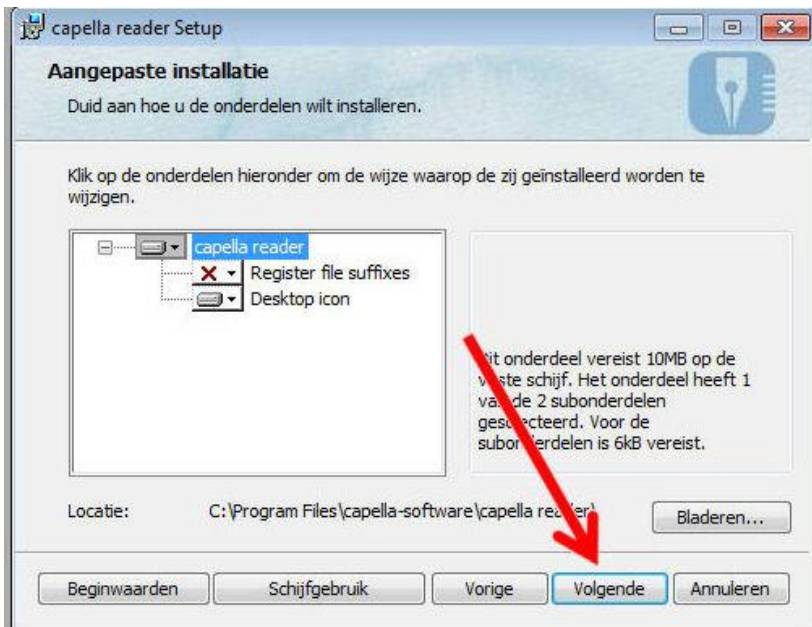 capella reader Setup
Aangepaste installatie
Duid aan hoe u de onderdelen wilt installeren.
Klik op de onderdelen hieronder om de wijze waarop de zij geïnstalleerd worden te
wijzigen.
capella reader
Register file suffixes
Desktop icon
onderdeel vereist 10MB op de
schijf. Het onderdeel heeft 1
de 2 subonderdelen
Voor de
is 6kB vereist.
Locatie: C:\Program Files\capella-software\capella reader\
Bladeren...
Beginwaarden Schijfgebruik Vorige Volgende Annuleren